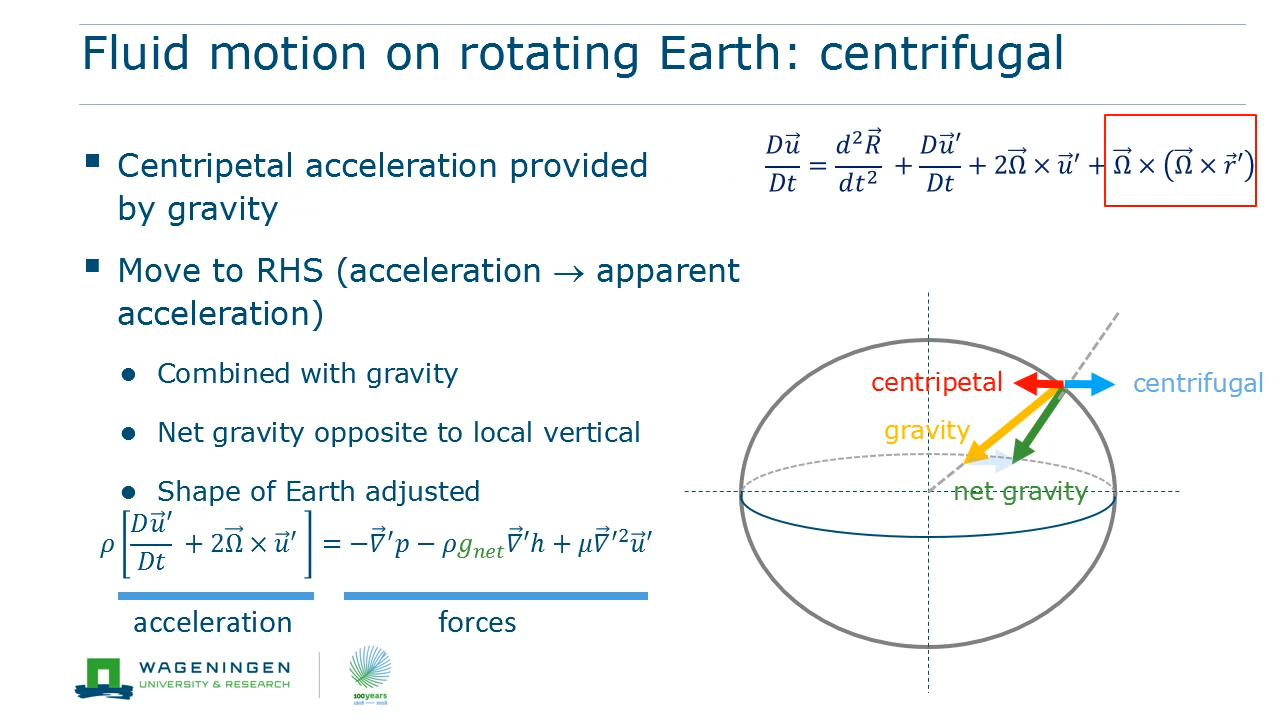 Fluid motion on rotating Earth: centrifugal
▪ Centripetal acceleration provided
by gravity
▪ Move to RHS (acceleration → apparent
acceleration)
● Combined with gravity
● Net gravity opposite to local vertical
● Shape of Earth adjusted
ρ[Du⃗′/Dt + 2Ω⃗ × u⃗′] = −∇⃗′p − ρg_net∇⃗′h + μ∇⃗′²u⃗′
acceleration forces
Du⃗/Dt = d²R⃗/dt² + Du⃗′/Dt + 2Ω⃗ × u⃗′ + Ω⃗ × (Ω⃗ × r⃗′)
centripetal centrifugal
gravity
net gravity
WAGENINGEN
UNIVERSITY & RESEARCH
100years
1918 — 2018